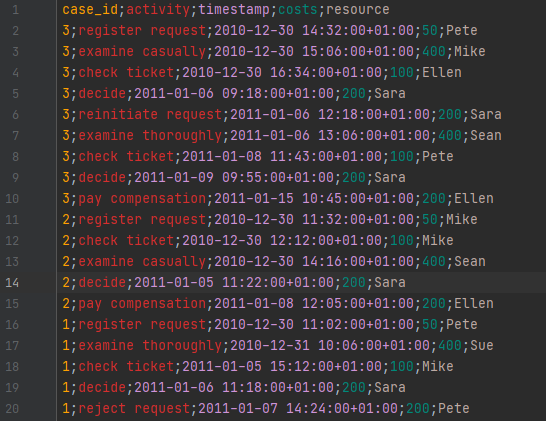 1 case_id;activity;timestamp;costs;resource
2 3;register request;2010-12-30 14:32:00+01:00;50;Pete
3 3;examine casually;2010-12-30 15:06:00+01:00;400;Mike
4 3;check ticket;2010-12-30 16:34:00+01:00;100;Ellen
5 3;decide;2011-01-06 09:18:00+01:00;200;Sara
6 3;reinitiate request;2011-01-06 12:18:00+01:00;200;Sara
7 3;examine thoroughly;2011-01-06 13:06:00+01:00;400;Sean
8 3;check ticket;2011-01-08 11:43:00+01:00;100;Pete
9 3;decide;2011-01-09 09:55:00+01:00;200;Sara
10 3;pay compensation;2011-01-15 10:45:00+01:00;200;Ellen
11 2;register request;2010-12-30 11:32:00+01:00;50;Mike
12 2;check ticket;2010-12-30 12:12:00+01:00;100;Mike
13 2;examine casually;2010-12-30 14:16:00+01:00;400;Sean
14 2;decide;2011-01-05 11:22:00+01:00;200;Sara
15 2;pay compensation;2011-01-08 12:05:00+01:00;200;Ellen
16 1;register request;2010-12-30 11:02:00+01:00;50;Pete
17 1;examine thoroughly;2010-12-31 10:06:00+01:00;400;Sue
18 1;check ticket;2011-01-05 15:12:00+01:00;100;Mike
19 1;decide;2011-01-06 11:18:00+01:00;200;Sara
20 1;reject request;2011-01-07 14:24:00+01:00;200;Pete